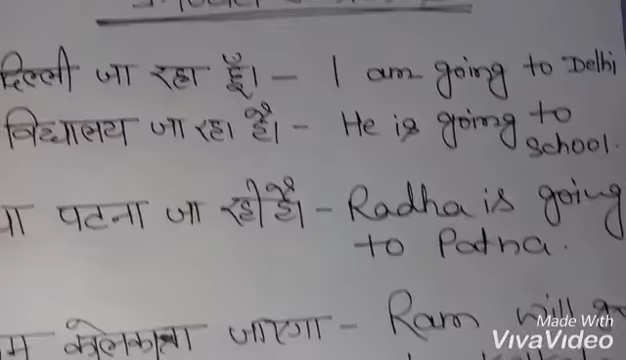 दिल्ली जा रहा हूँ। – I am going to Delhi
विद्यालय जा रहा है। – He is going to
school.
पटना जा रही है। – Radha is going
to Patna.
जाएगा – Ram will
Made With
VivaVideo